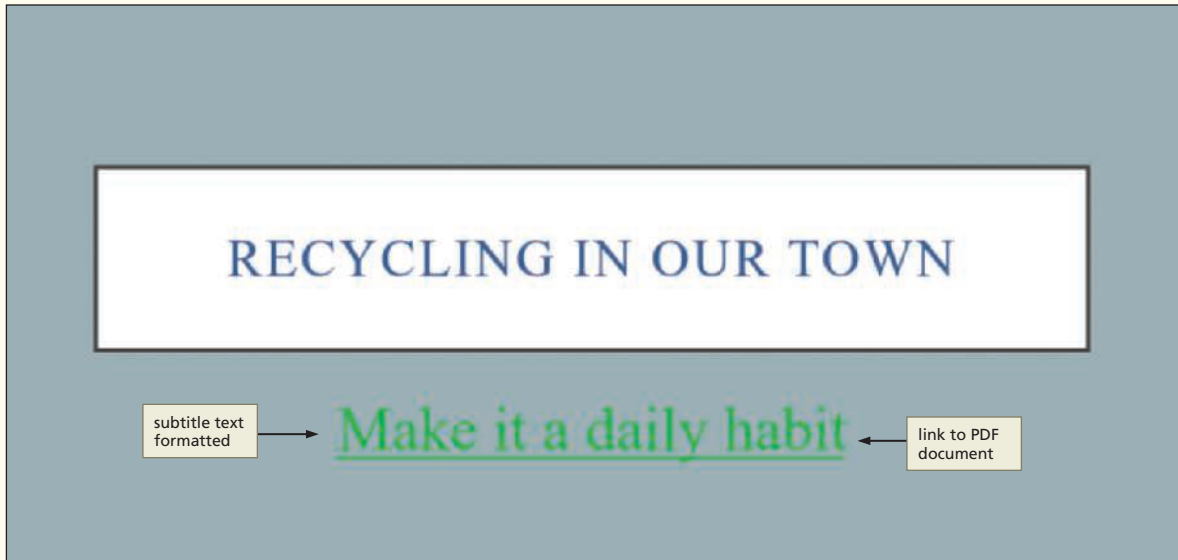 RECYCLING IN OUR TOWN
subtitle text
formatted
Make it a daily habit
link to PDF
document